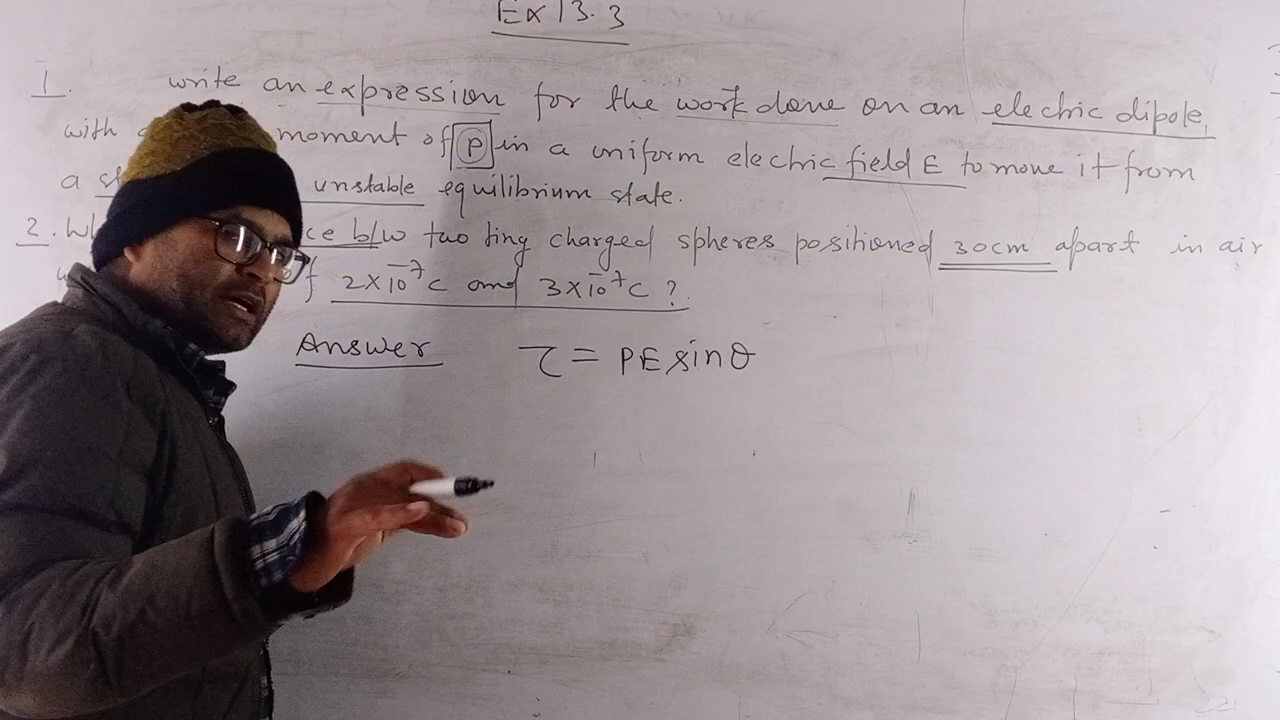 Ex 13.3
1. write an expression for the work done on an electric dipole,
with moment of p in a uniform electric field E to move it from
a unstable equilibrium state.
2. b/w two ting charged spheres positioned 30cm apart in air
2×10⁻⁷c and 3×10⁻⁷c ?
Answer τ = PE sinθ